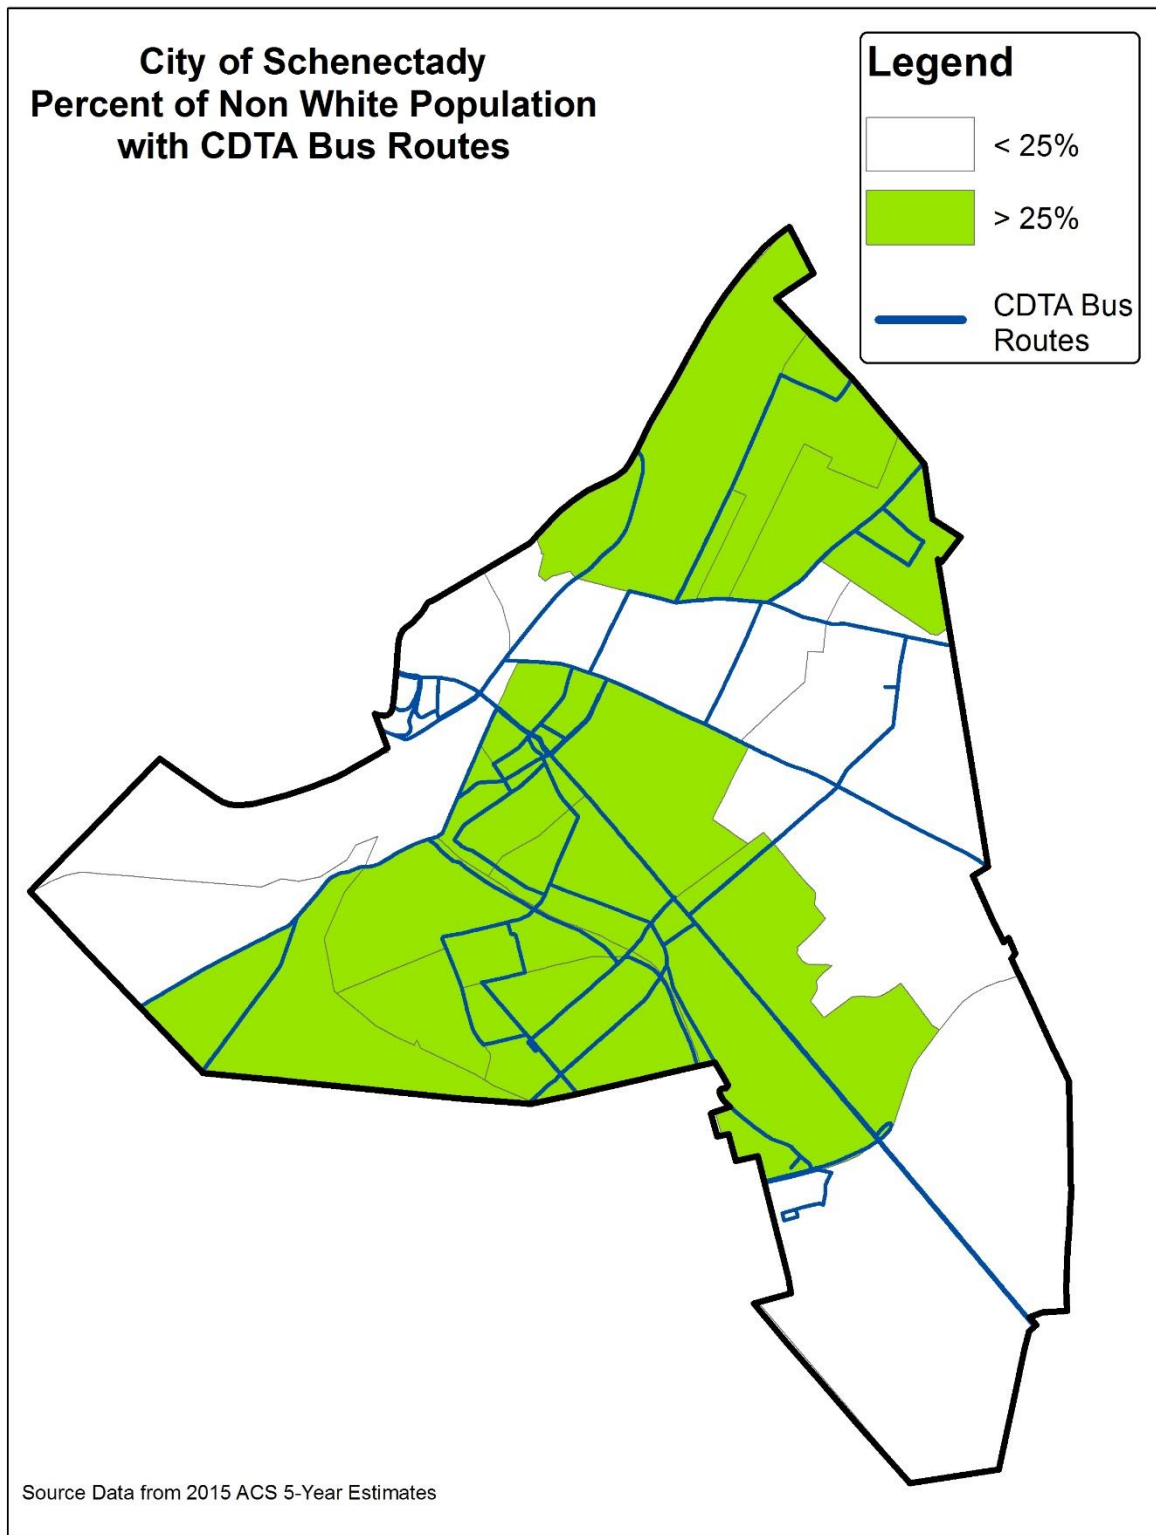 City of Schenectady
Percent of Non White Population
with CDTA Bus Routes
Legend
< 25%
> 25%
CDTA Bus
Routes
Source Data from 2015 ACS 5-Year Estimates